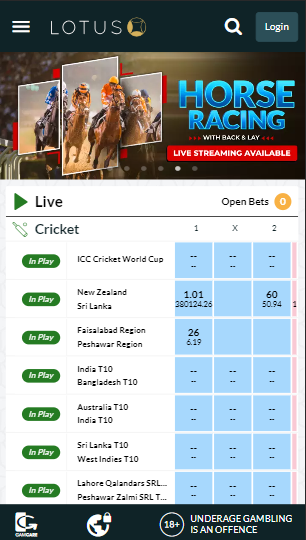 LOTUS
Login
HORSE
RACING
WITH BACK & LAY
LIVE STREAMING AVAILABLE
Live
Open Bets 0
Cricket 1 X 2
In Play ICC Cricket World Cup -- --
-- --
In Play New Zealand 1.01 60
Sri Lanka 380124.26 50.94
In Play Faisalabad Region 26
Peshawar Region 6.19
In Play India T10 -- -- --
Bangladesh T10 -- -- --
In Play Australia T10 -- -- --
India T10 -- -- --
In Play Sri Lanka T10 -- -- --
West Indies T10 -- -- --
In Play Lahore Qalandars SRL... -- -- --
Peshawar Zalmi SRL T... -- -- --
GAMCARE
18+
UNDERAGE GAMBLING
IS AN OFFENCE